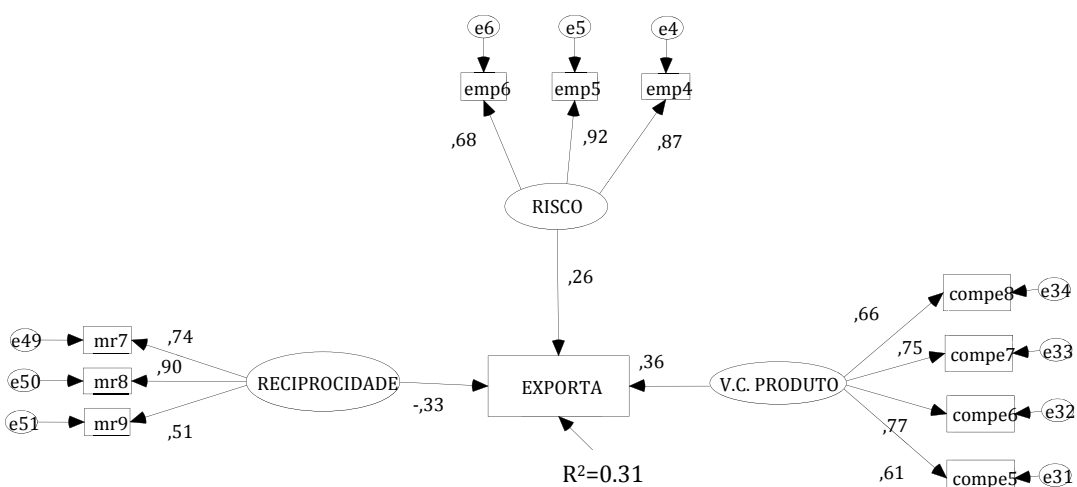 e6
e5
e4
emp6
emp5
emp4
,68
,92
,87
RISCO
,26
compe8
e34
,66
e49
mr7
,74
,75
compe7
e33
,90
,36
e50
mr8
RECIPROCIDADE
EXPORTA
V.C. PRODUTO
-,33
compe6
e32
e51
mr9
,51
,77
R²=0.31
,61
compe5
e31